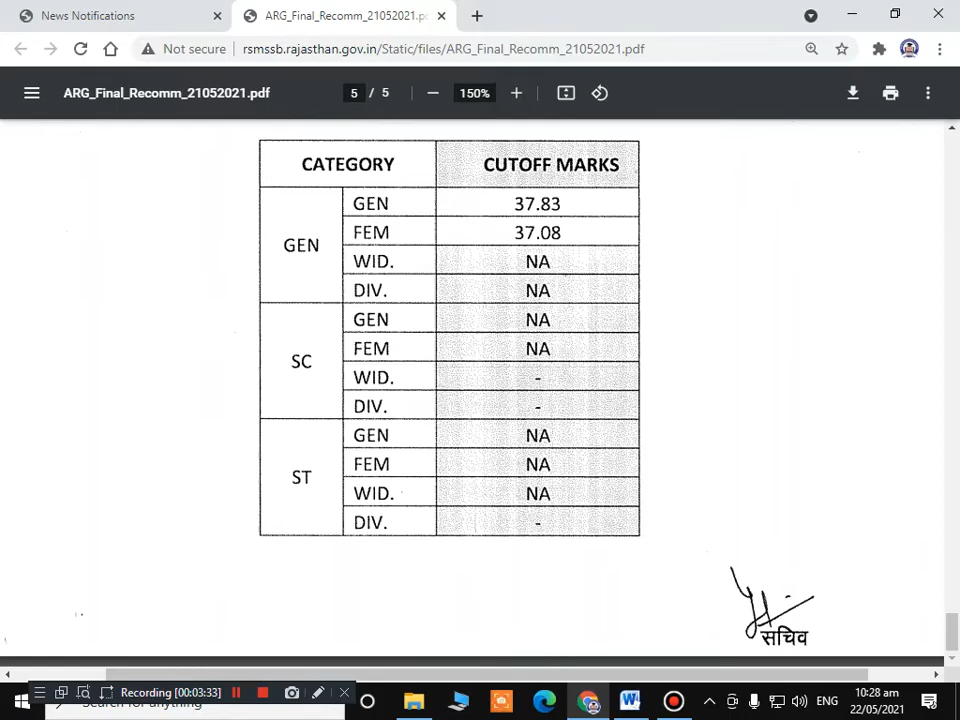 News Notifications
ARG_Final_Recomm_21052021.pd
Not secure
rsmssb.rajasthan.gov.in/Static/files/ARG_Final_Recomm_21052021.pdf
ARG_Final_Recomm_21052021.pdf
5 / 5
150%
CATEGORY CUTOFF MARKS
GEN
GEN 37.83
FEM 37.08
WID. NA
DIV. NA
SC
GEN NA
FEM NA
WID. -
DIV. -
ST
GEN NA
FEM NA
WID. NA
DIV. -
सचिव
Recording [00:03:33]
Search for anything
ENG
10:28 am
22/05/2021